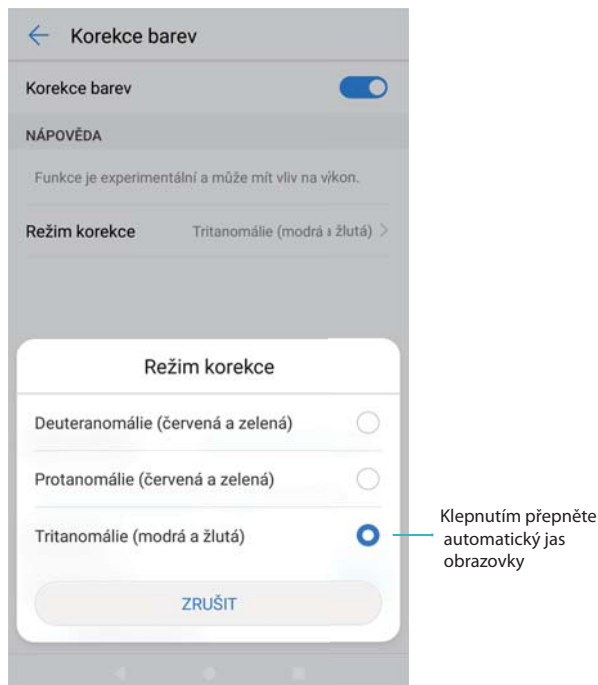 Korekce barev
Korekce barev
NÁPOVĚDA
Funkce je experimentální a může mít vliv na výkon.
Režim korekce Tritanomálie (modrá a žlutá)
Režim korekce
Deuteranomálie (červená a zelená)
Protanomálie (červená a zelená)
Tritanomálie (modrá a žlutá)
ZRUŠIT
Klepnutím přepněte
automatický jas
obrazovky